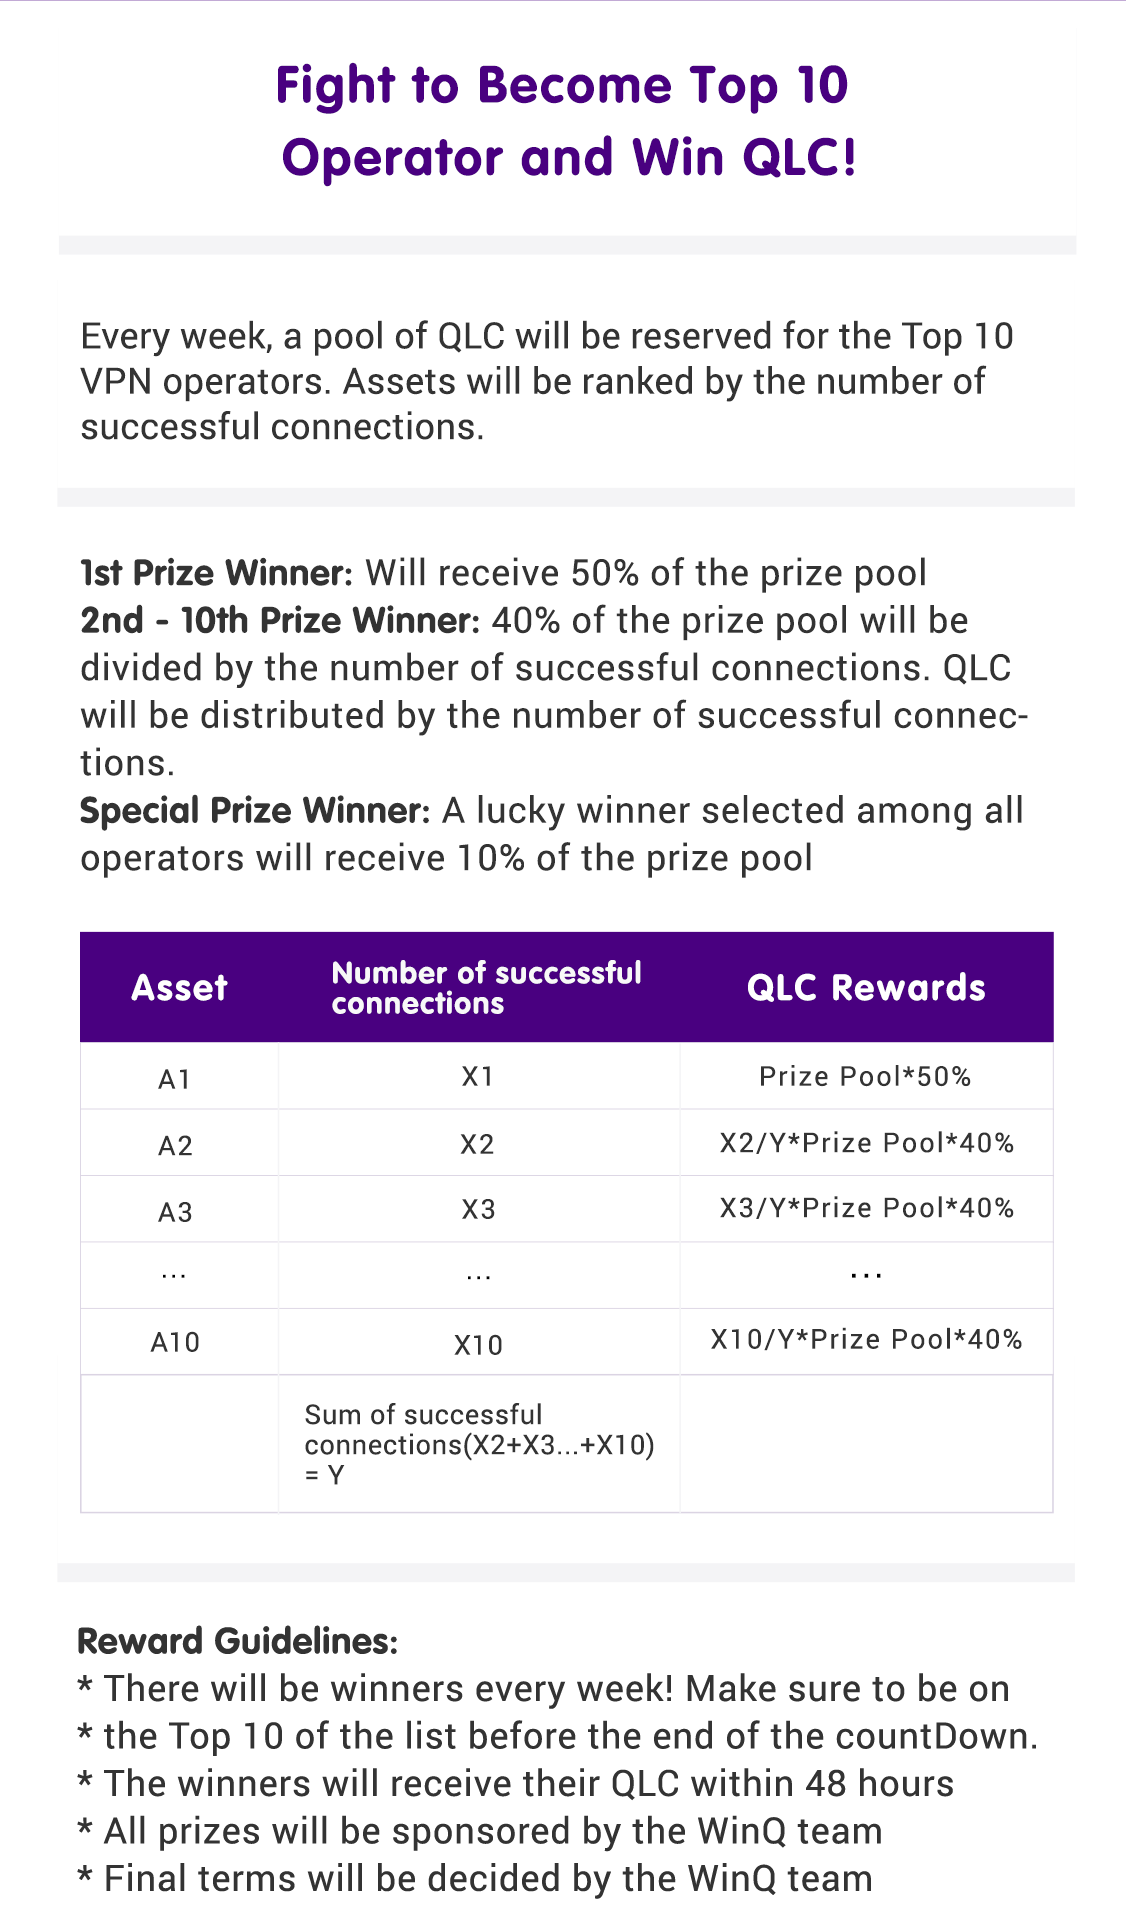 Fight to Become Top 10
Operator and Win QLC!
Every week, a pool of QLC will be reserved for the Top 10
VPN operators. Assets will be ranked by the number of
successful connections.
1st Prize Winner: Will receive 50% of the prize pool
2nd - 10th Prize Winner: 40% of the prize pool will be
divided by the number of successful connections. QLC
will be distributed by the number of successful connec-
tions.
Special Prize Winner: A lucky winner selected among all
operators will receive 10% of the prize pool
Asset
Number of successful
connections
QLC Rewards
A1
X1
Prize Pool*50%
A2
X2
X2/Y*Prize Pool*40%
A3
X3
X3/Y*Prize Pool*40%
...
...
...
A10
X10
X10/Y*Prize Pool*40%
Sum of successful
connections(X2+X3...+X10)
= Y
Reward Guidelines:
* There will be winners every week! Make sure to be on
* the Top 10 of the list before the end of the countDown.
* The winners will receive their QLC within 48 hours
* All prizes will be sponsored by the WinQ team
* Final terms will be decided by the WinQ team